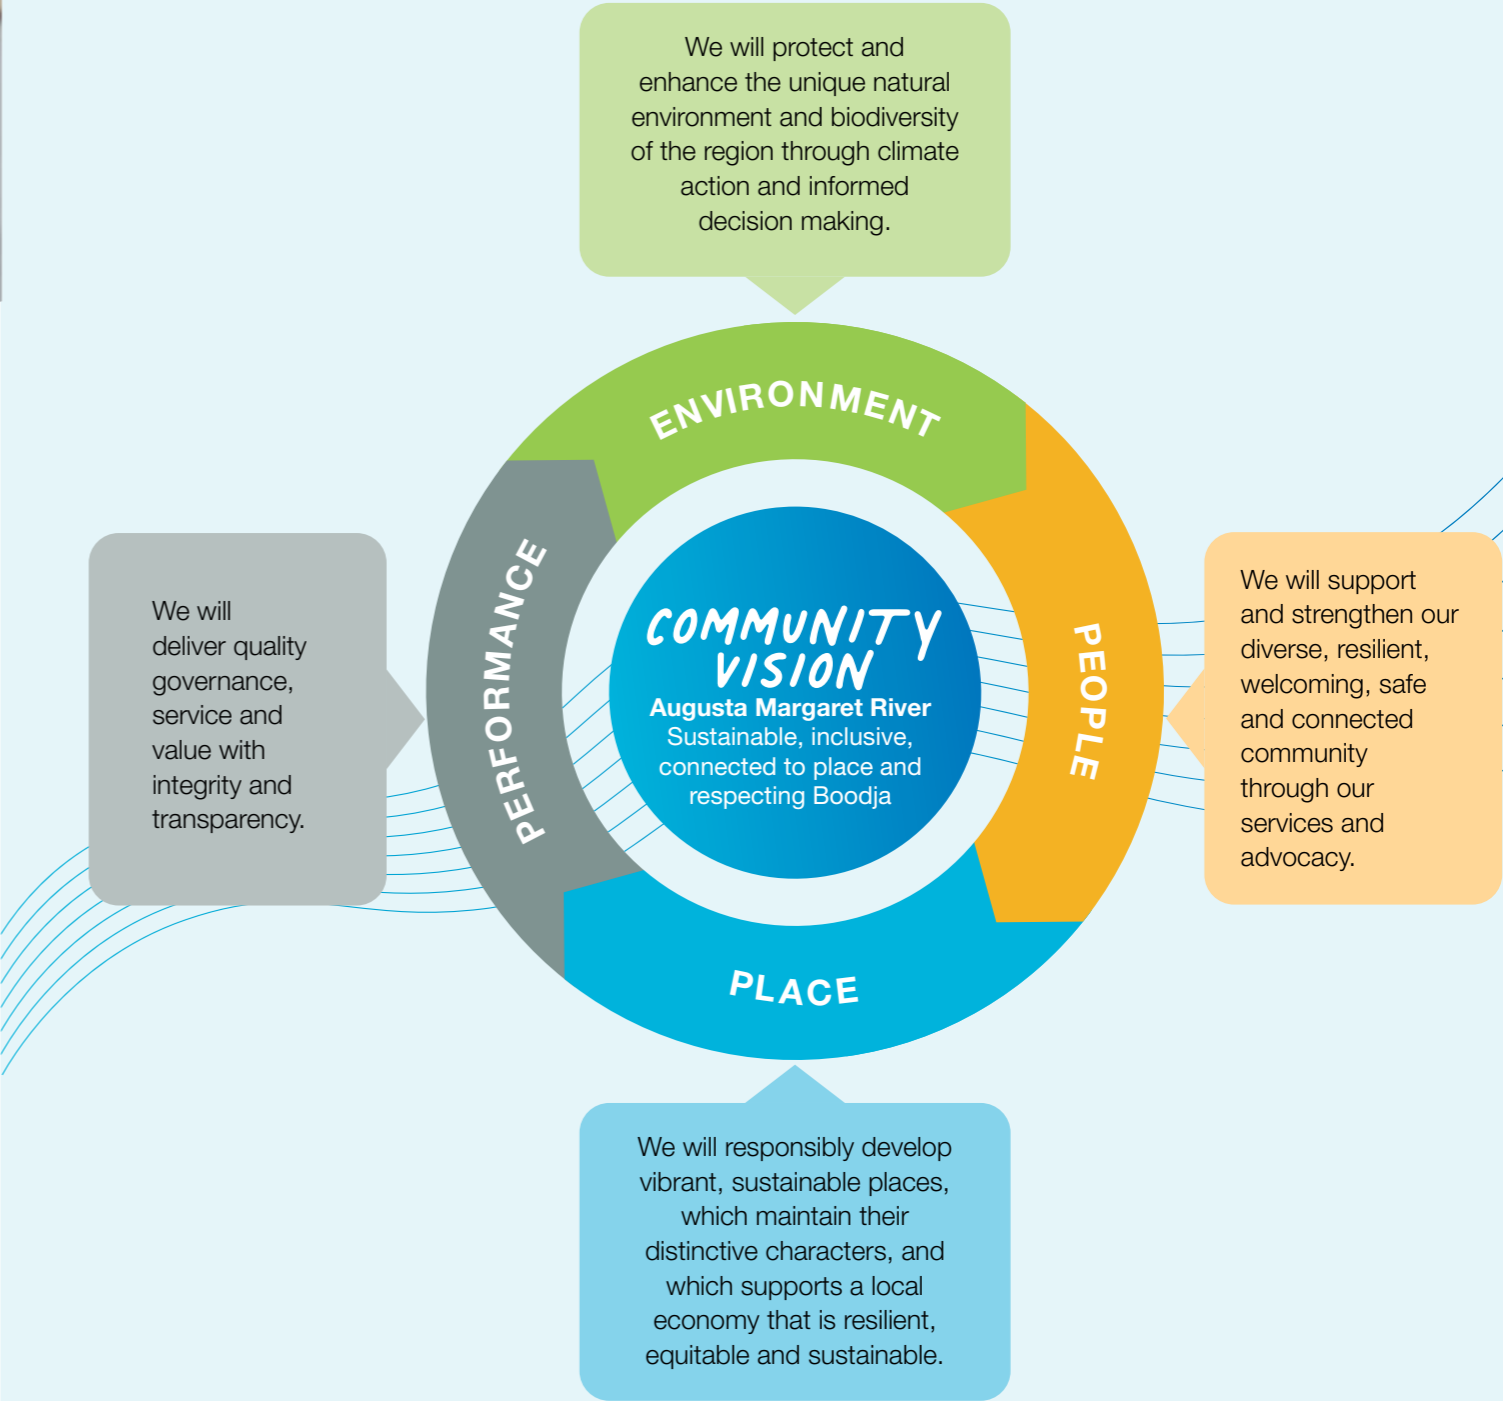 We will protect and
enhance the unique natural
environment and biodiversity
of the region through climate
action and informed
decision making.
ENVIRONMENT
PEOPLE
We will support
and strengthen our
diverse, resilient,
welcoming, safe
and connected
community
through our
services and
advocacy.
PLACE
We will responsibly develop
vibrant, sustainable places,
which maintain their
distinctive characters, and
which supports a local
economy that is resilient,
equitable and sustainable.
PERFORMANCE
We will
deliver quality
governance,
service and
value with
integrity and
transparency.
COMMUNITY
VISION
Augusta Margaret River
Sustainable, inclusive,
connected to place and
respecting Boodja